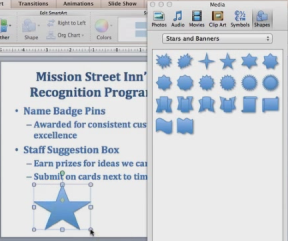 Transitions Animations Slide Show
Edit SmartArt
Media
Right to Left
Org Chart
Shape
Colors
Photos Audio Movies Clip Art Symbols Shapes
Stars and Banners
Mission Street Inn'
Recognition Progra
• Name Badge Pins
– Awarded for consistent cus
excellence
• Staff Suggestion Box
– Earn prizes for ideas we ca
– Submit on cards next to tim